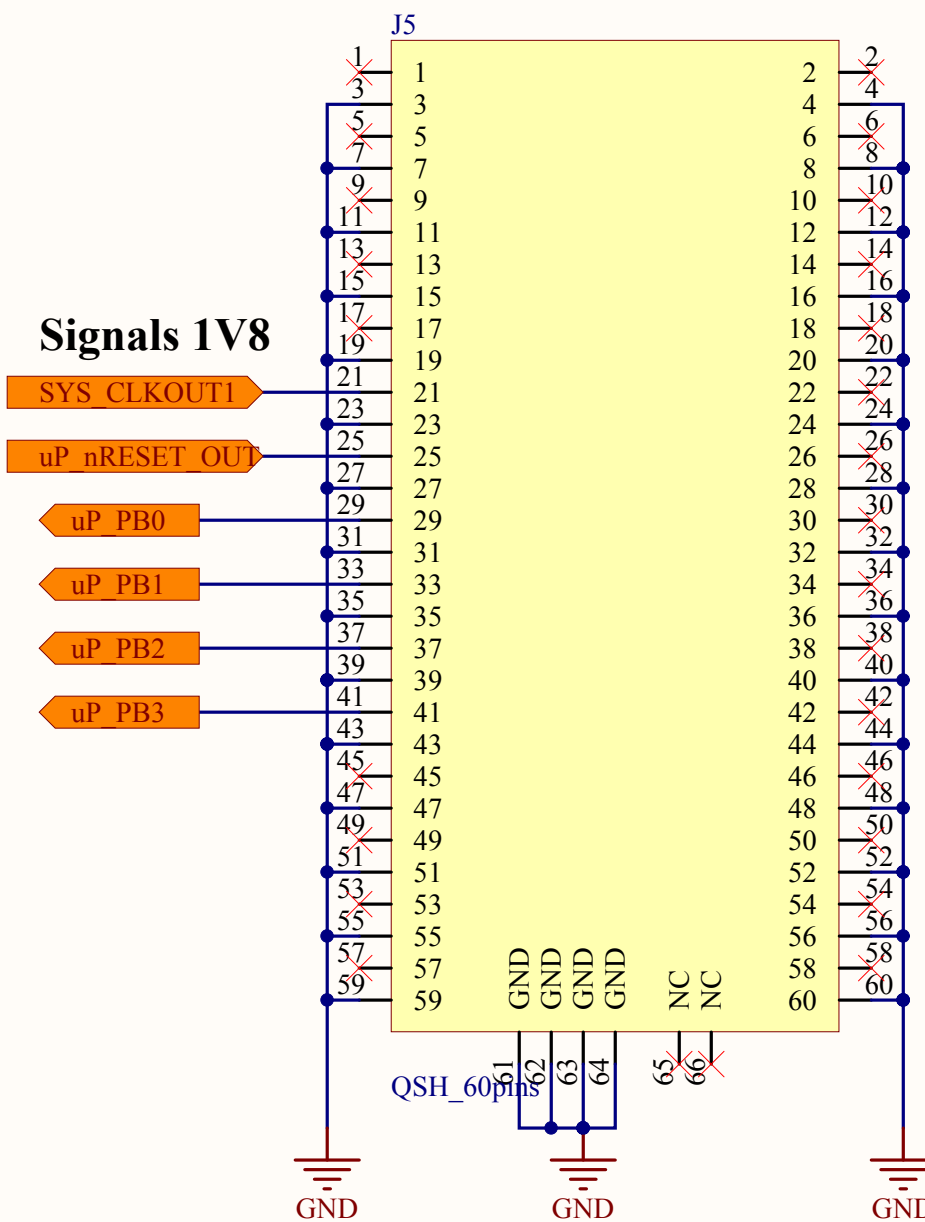 J5
1 1 2 2
3 3 4 4
5 5 6 6
7 7 8 8
9 9 10 10
11 11 12 12
13 13 14 14
15 15 16 16
17 17 18 18
Signals 1V8
19 19 20 20
SYS_CLKOUT1 21 21 22 22
23 23 24 24
uP_nRESET_OUT 25 25 26 26
27 27 28 28
uP_PB0 29 29 30 30
31 31 32 32
uP_PB1 33 33 34 34
35 35 36 36
uP_PB2 37 37 38 38
39 39 40 40
uP_PB3 41 41 42 42
43 43 44 44
45 45 46 46
47 47 48 48
49 49 50 50
51 51 52 52
53 53 54 54
55 55 56 56
57 57 58 58
59 59 60 60
GND GND GND GND NC NC
61 62 63 64 65 66
QSH_60pins
GND GND GND